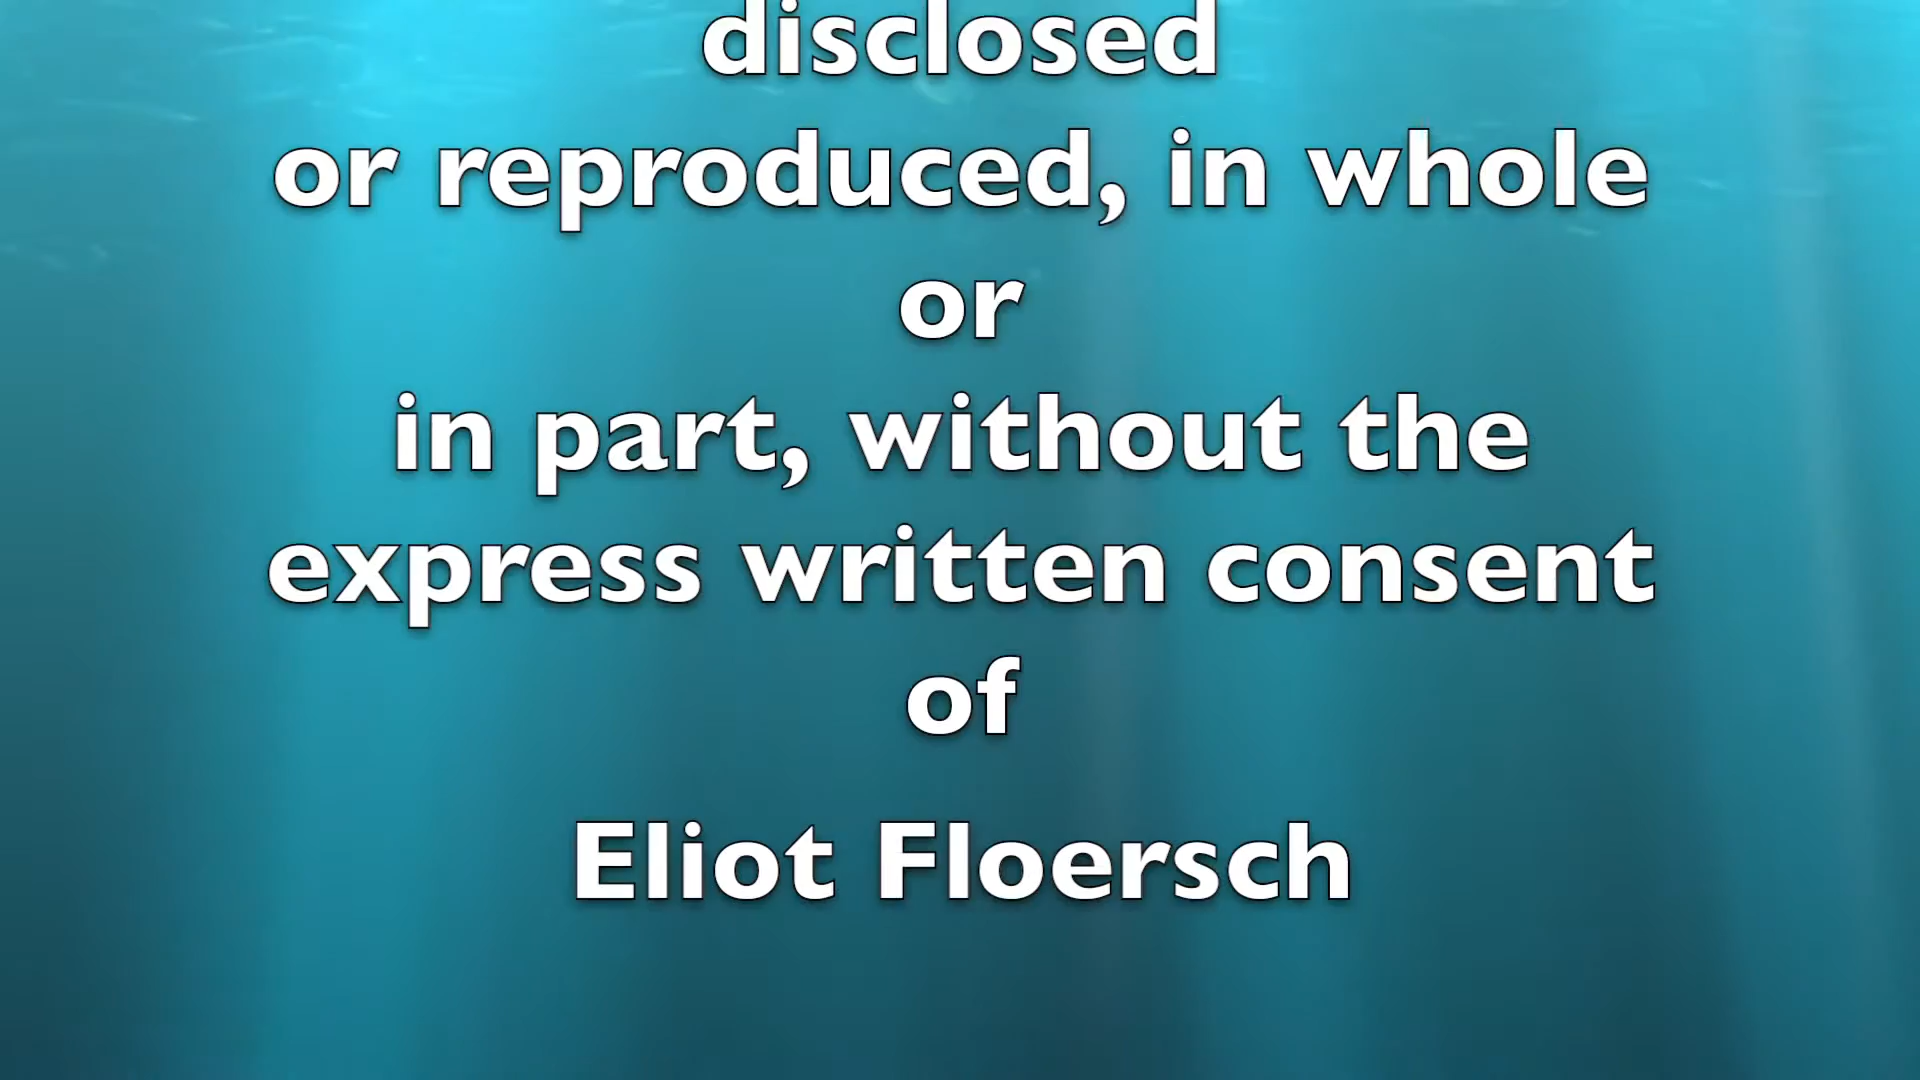 disclosed
or reproduced, in whole
or
in part, without the
express written consent
of
Eliot Floersch